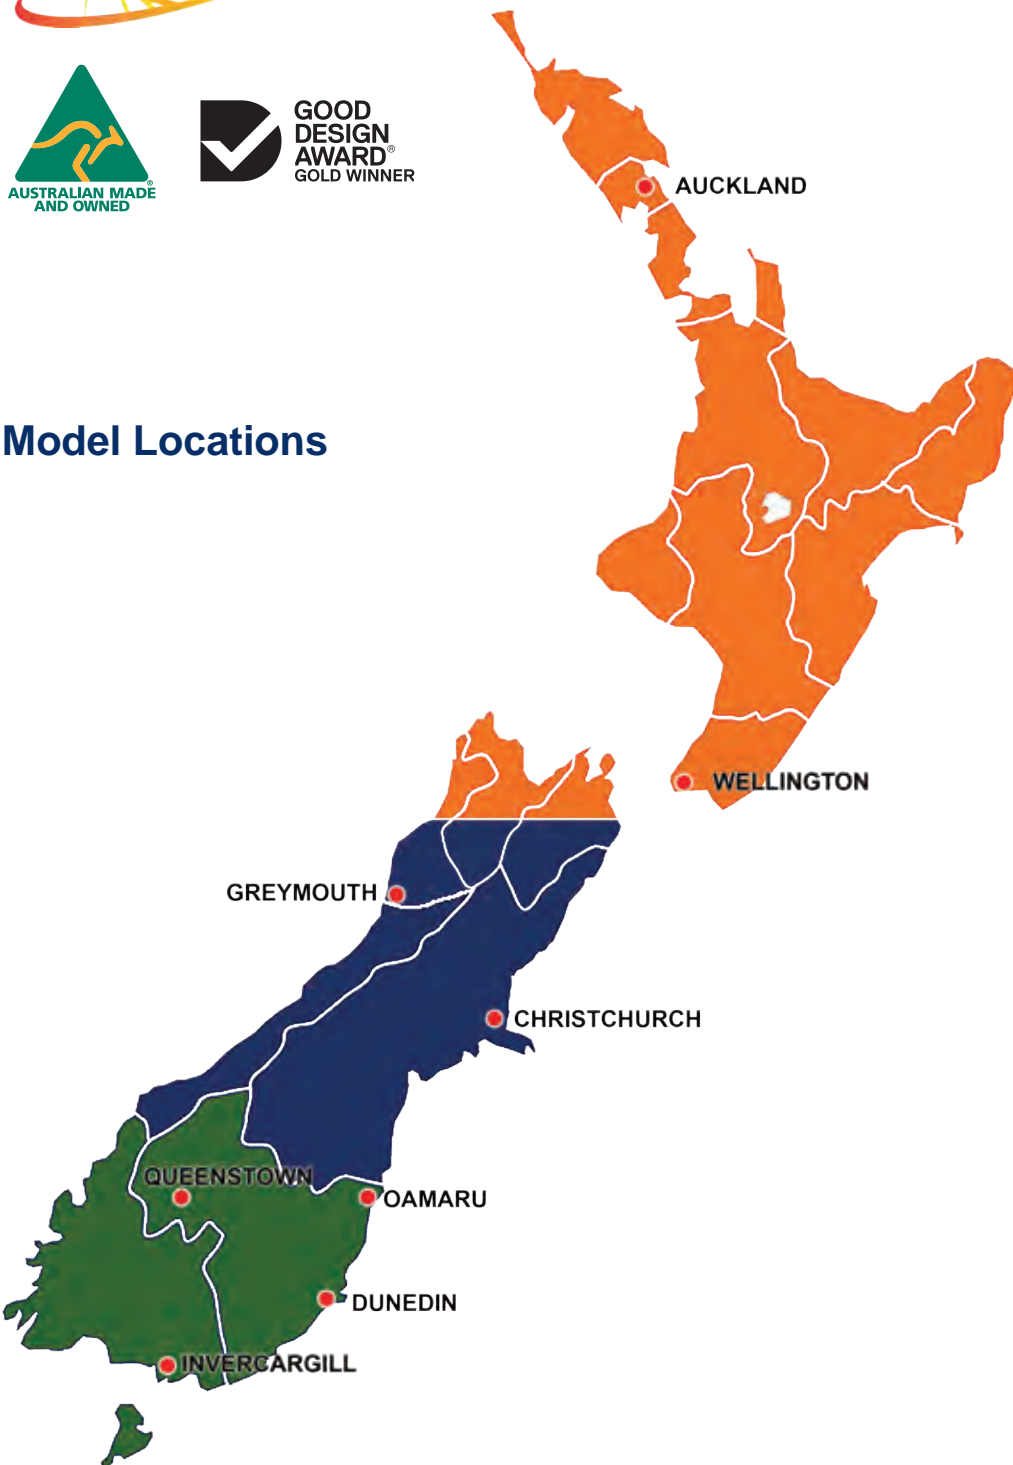 AUSTRALIAN MADE
AND OWNED
®
GOOD
DESIGN
AWARD®
GOLD WINNER
AUCKLAND
Model Locations
WELLINGTON
GREYMOUTH
CHRISTCHURCH
QUEENSTOWN
OAMARU
DUNEDIN
INVERCARGILL